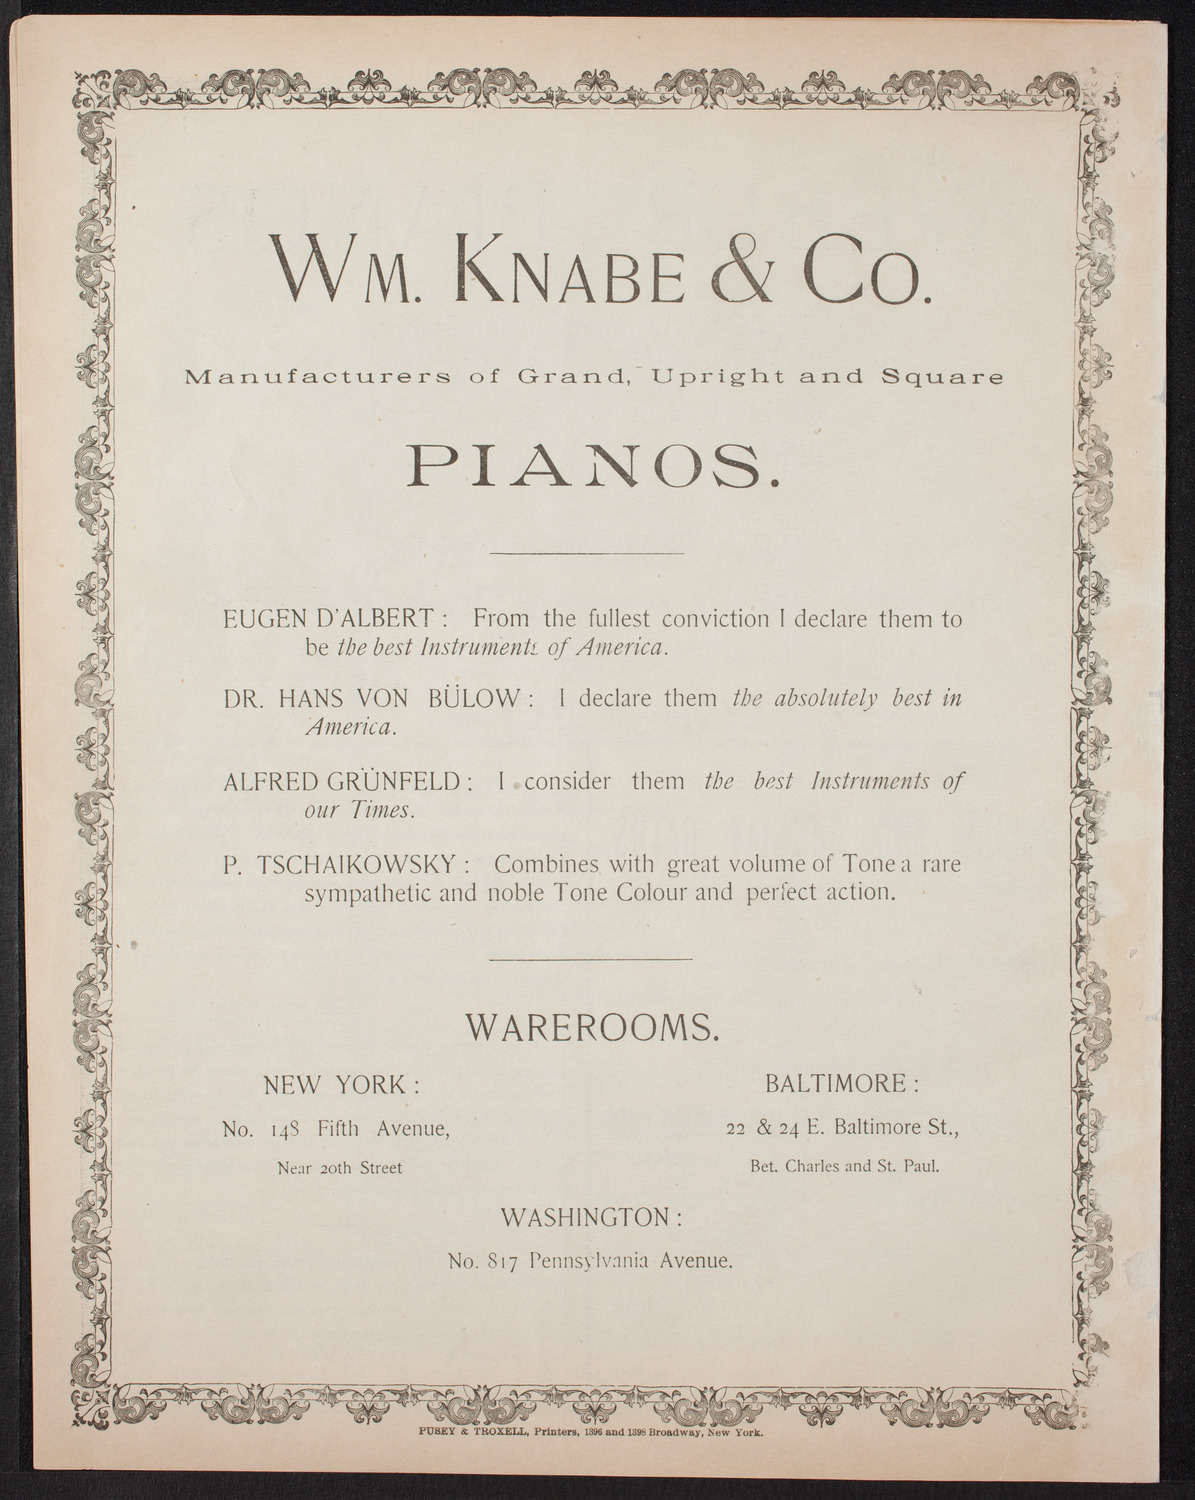 WM. KNABE & CO.
Manufacturers of Grand, Upright and Square
PIANOS.
EUGEN D'ALBERT : From the fullest conviction I declare them to
be the best Instruments of America.
DR. HANS VON BÜLOW : I declare them the absolutely best in
America.
ALFRED GRÜNFELD : I consider them the best Instruments of
our Times.
P. TSCHAIKOWSKY : Combines with great volume of Tone a rare
sympathetic and noble Tone Colour and perfect action.
WAREROOMS.
NEW YORK :
No. 148 Fifth Avenue,
Near 20th Street
BALTIMORE :
22 & 24 E. Baltimore St.,
Bet. Charles and St. Paul.
WASHINGTON :
No. 817 Pennsylvania Avenue.
PUSEY & TROXELL, Printers, 1396 and 1398 Broadway, New York.